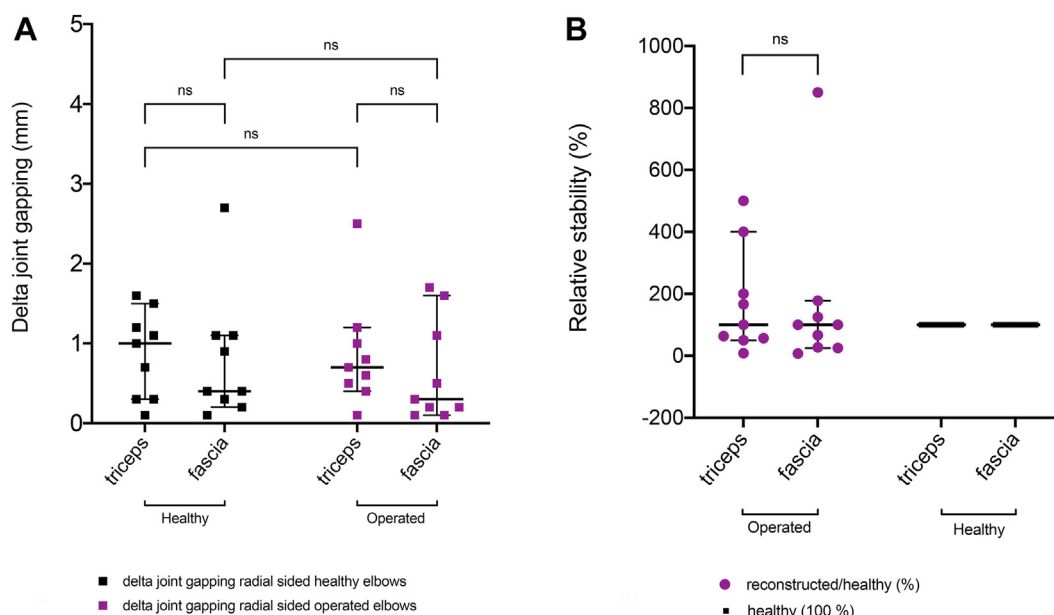 A
Delta joint gapping (mm)
5
4
3
2
1
0
ns
ns
ns
ns
triceps
fascia
triceps
fascia
Healthy
Operated
delta joint gapping radial sided healthy elbows
delta joint gapping radial sided operated elbows
B
Relative stability (%)
1000
800
600
400
200
0
-200
ns
triceps
fascia
triceps
fascia
Operated
Healthy
reconstructed/healthy (%)
healthy (100 %)